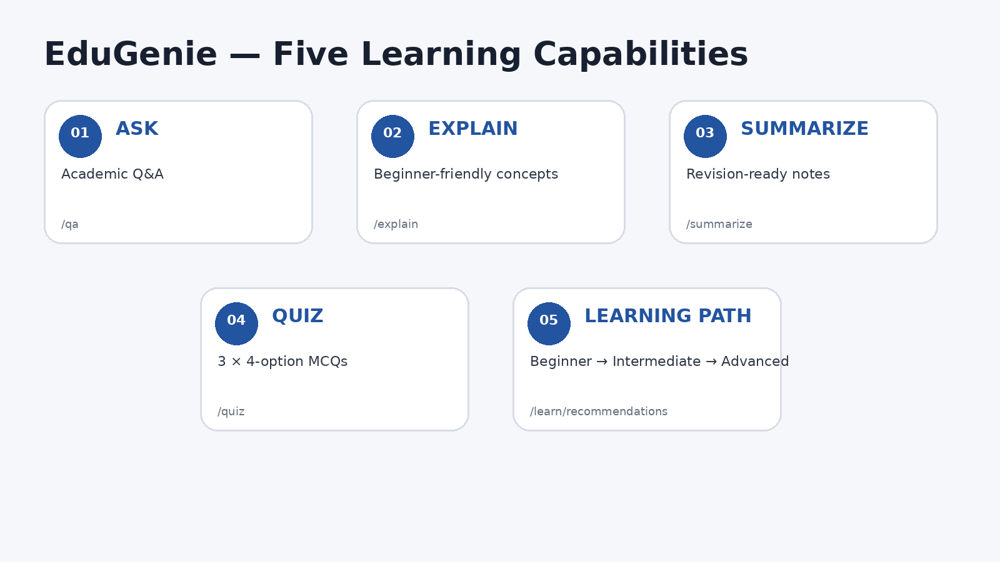 EduGenie — Five Learning Capabilities
01 ASK
Academic Q&A
/qa
02 EXPLAIN
Beginner-friendly concepts
/explain
03 SUMMARIZE
Revision-ready notes
/summarize
04 QUIZ
3 × 4-option MCQs
/quiz
05 LEARNING PATH
Beginner → Intermediate → Advanced
/learn/recommendations